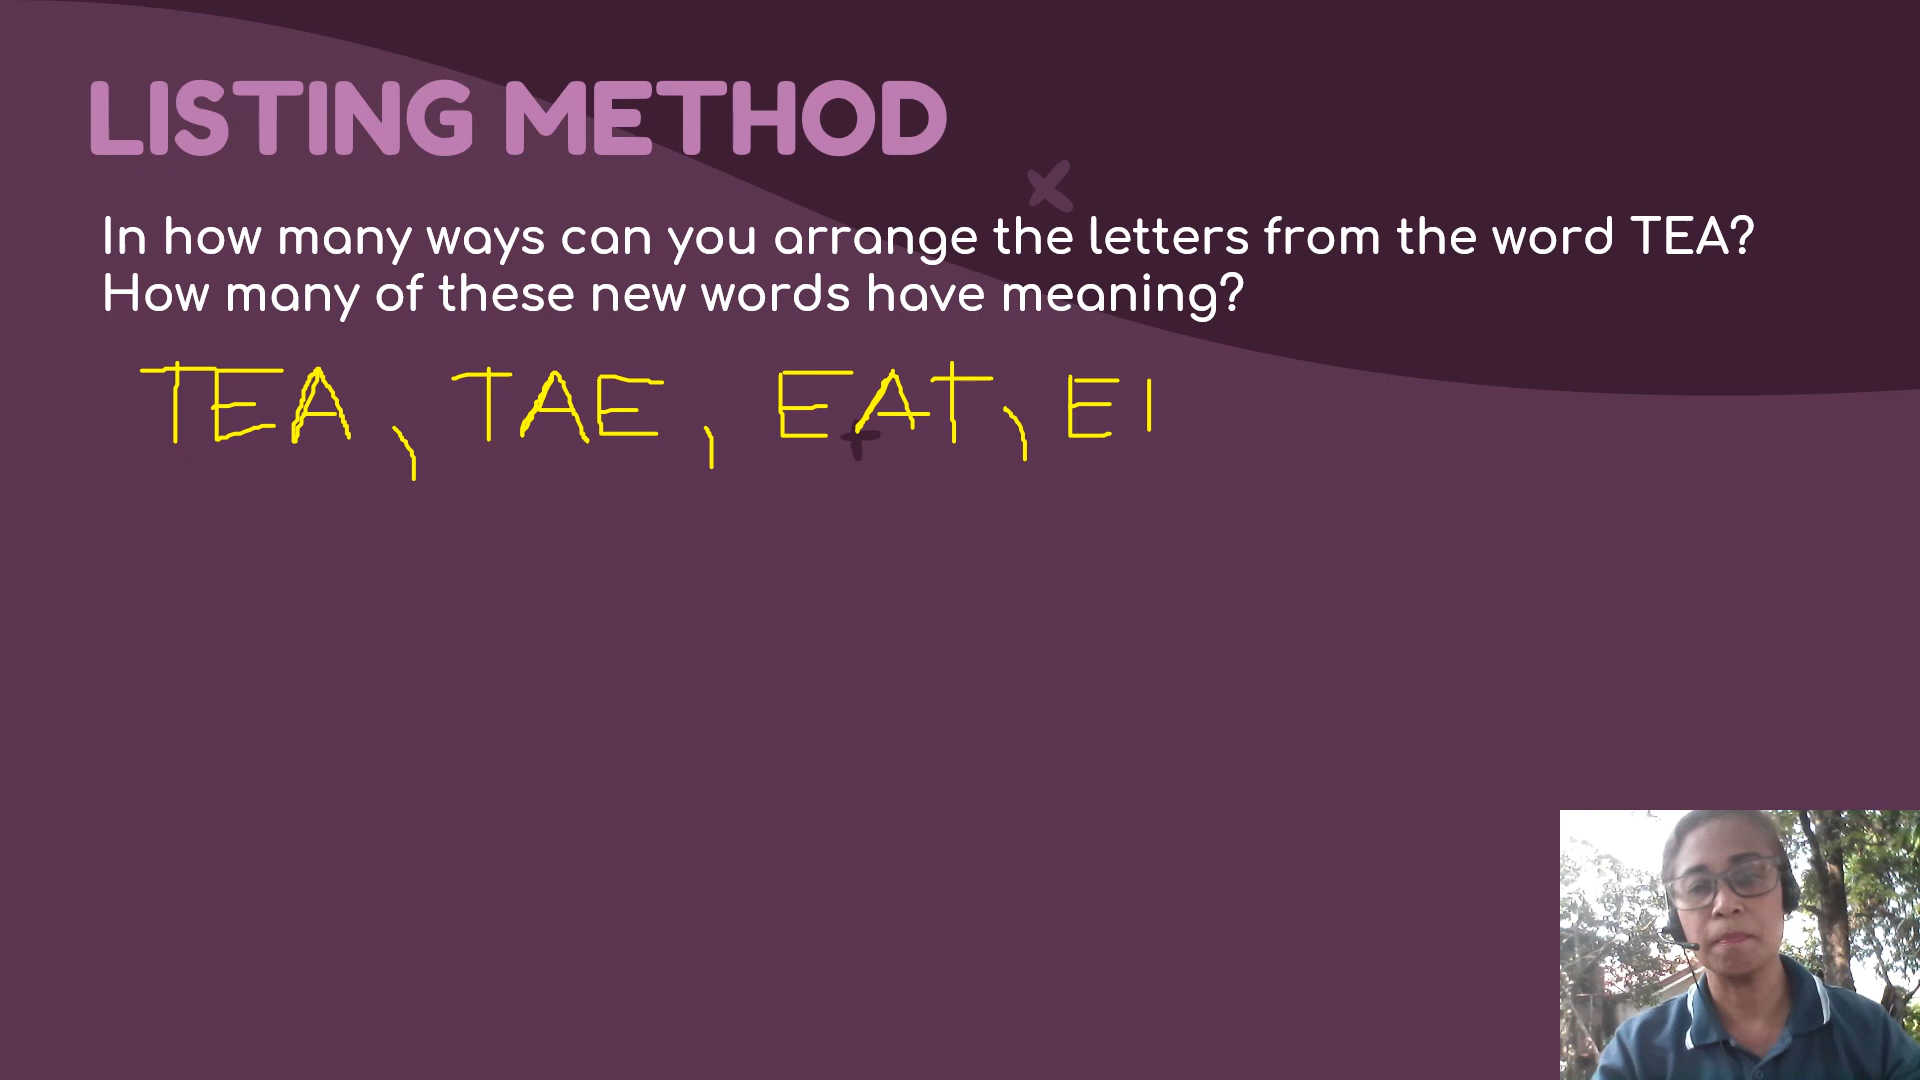 LISTING METHOD
In how many ways can you arrange the letters from the word TEA?
How many of these new words have meaning?
TEA, TAE, EAT, E